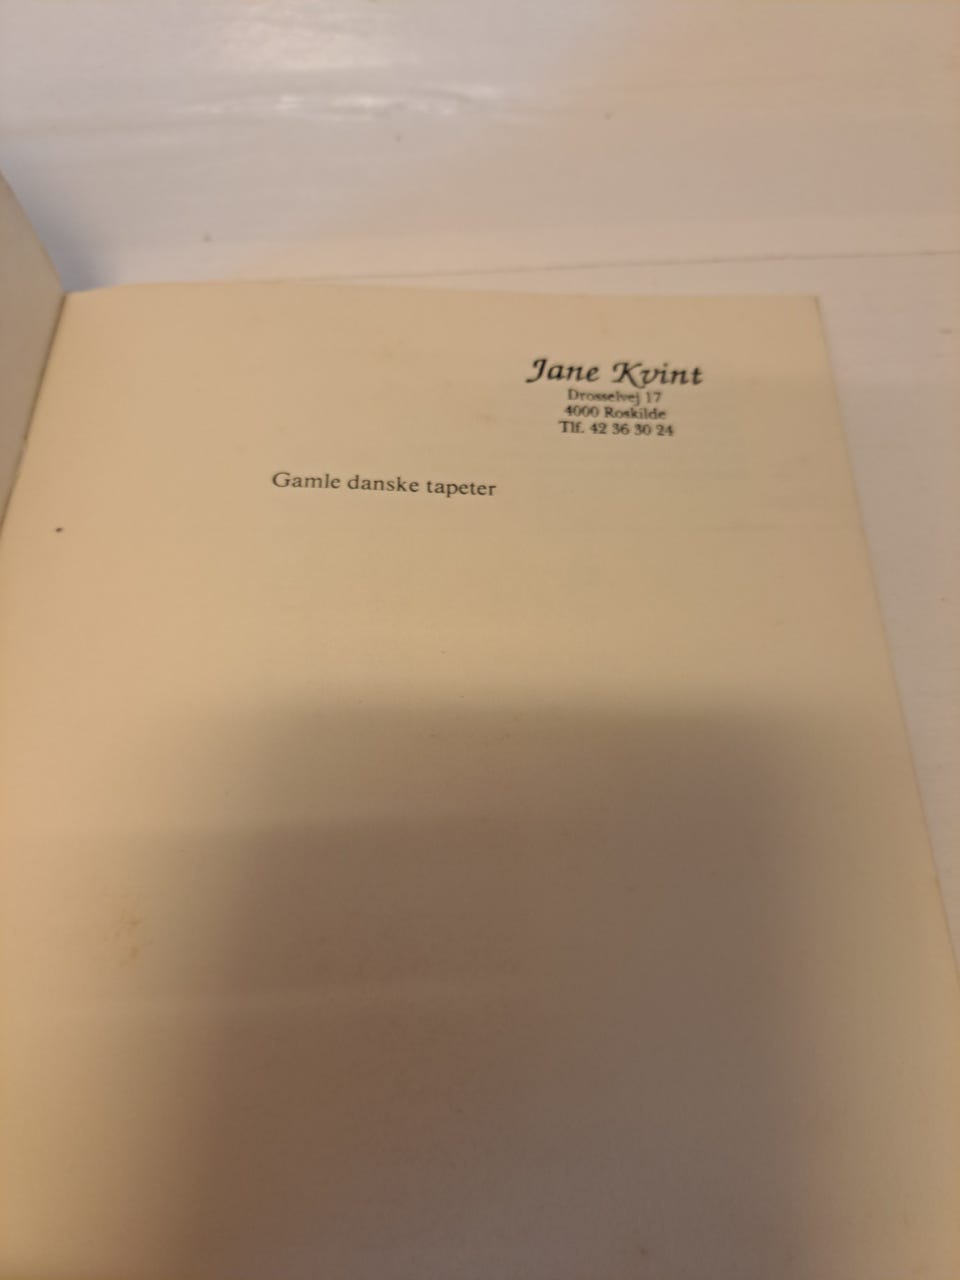 Jane Kvint
Drosselvej 17
4000 Roskilde
Tlf. 42 36 30 24
Gamle danske tapeter